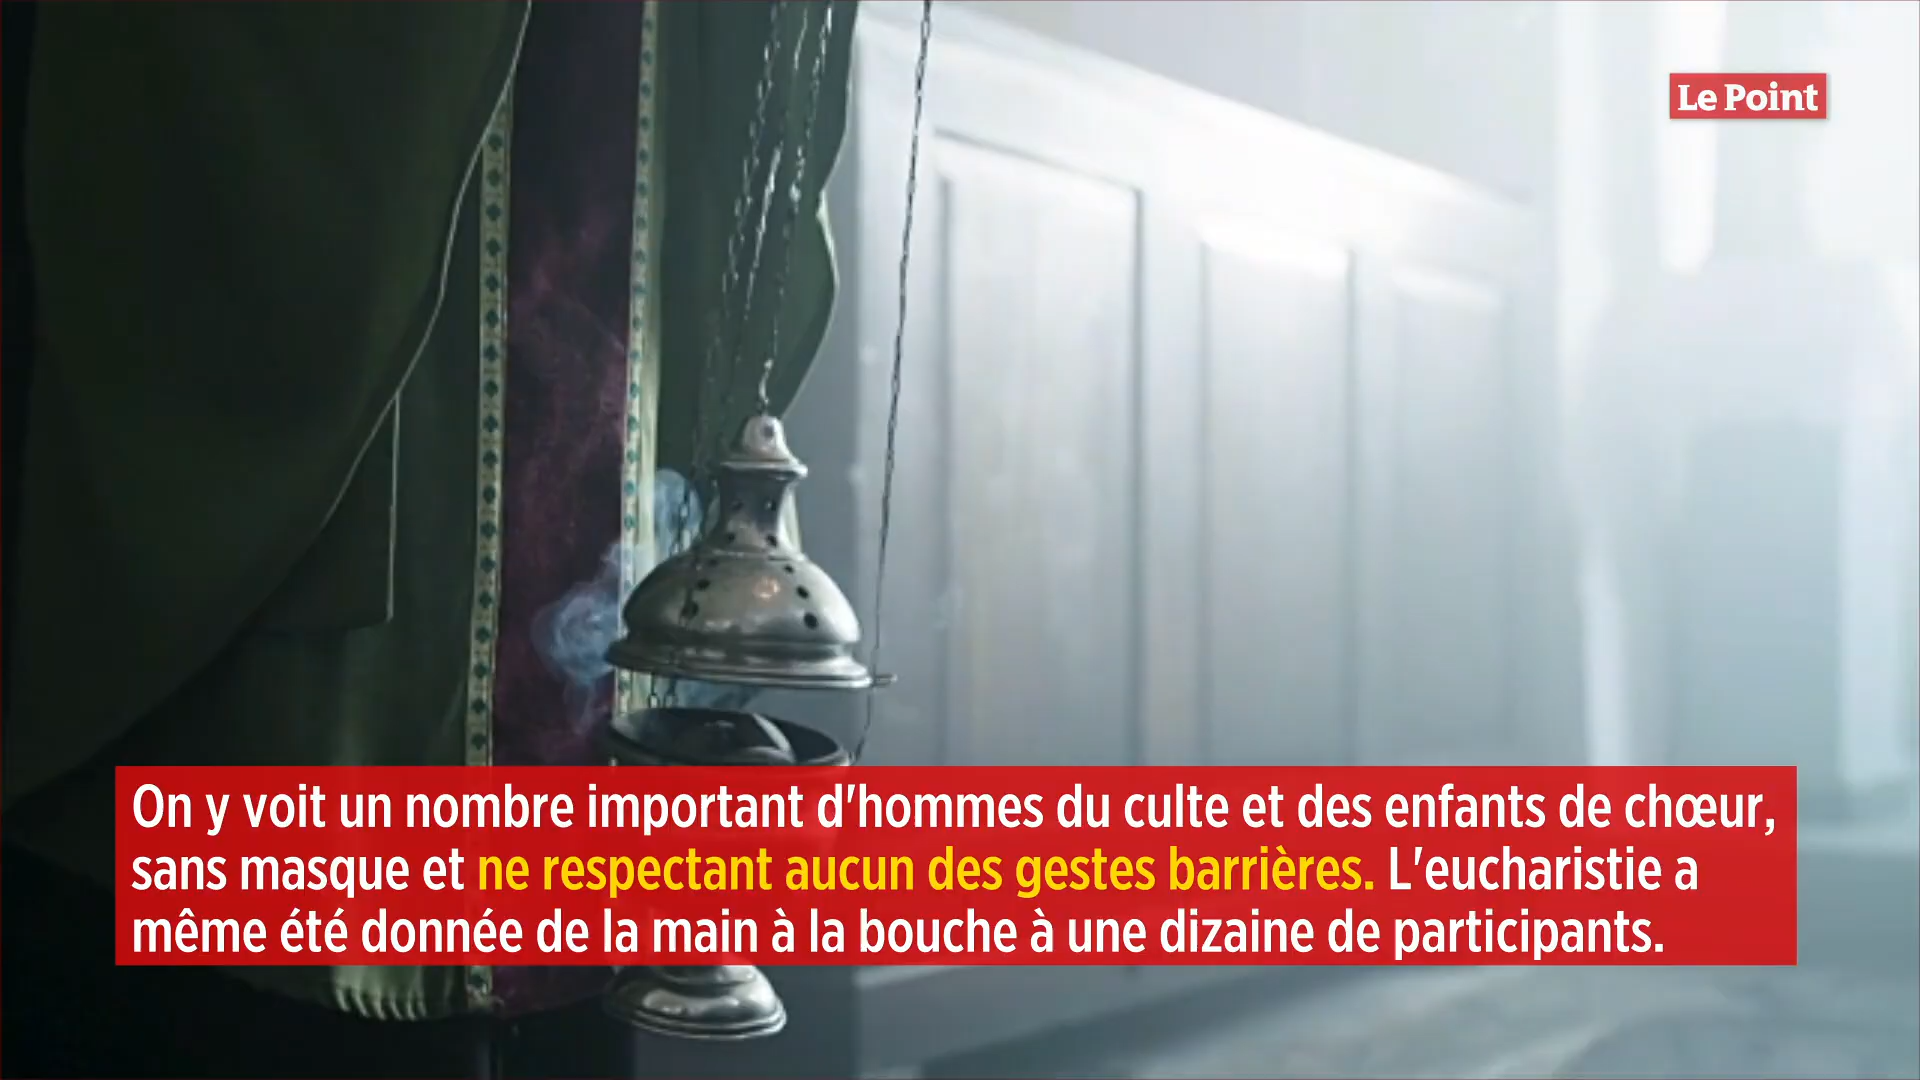 Le Point
On y voit un nombre important d'hommes du culte et des enfants de chœur,
sans masque et ne respectant aucun des gestes barrières. L'eucharistie a
même été donnée de la main à la bouche à une dizaine de participants.